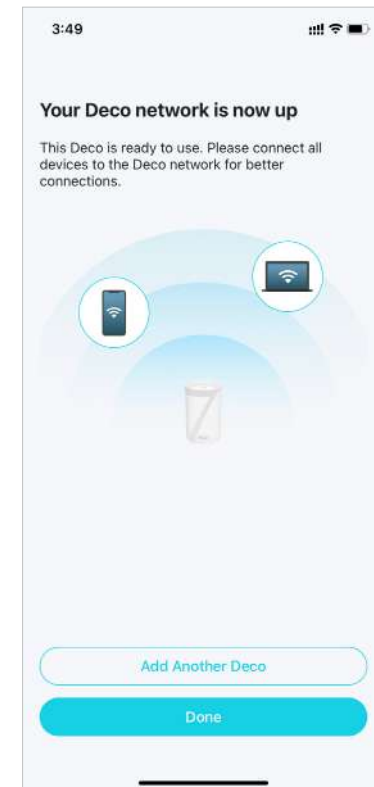 3:49
Your Deco network is now up
This Deco is ready to use. Please connect all
devices to the Deco network for better
connections.
Add Another Deco
Done